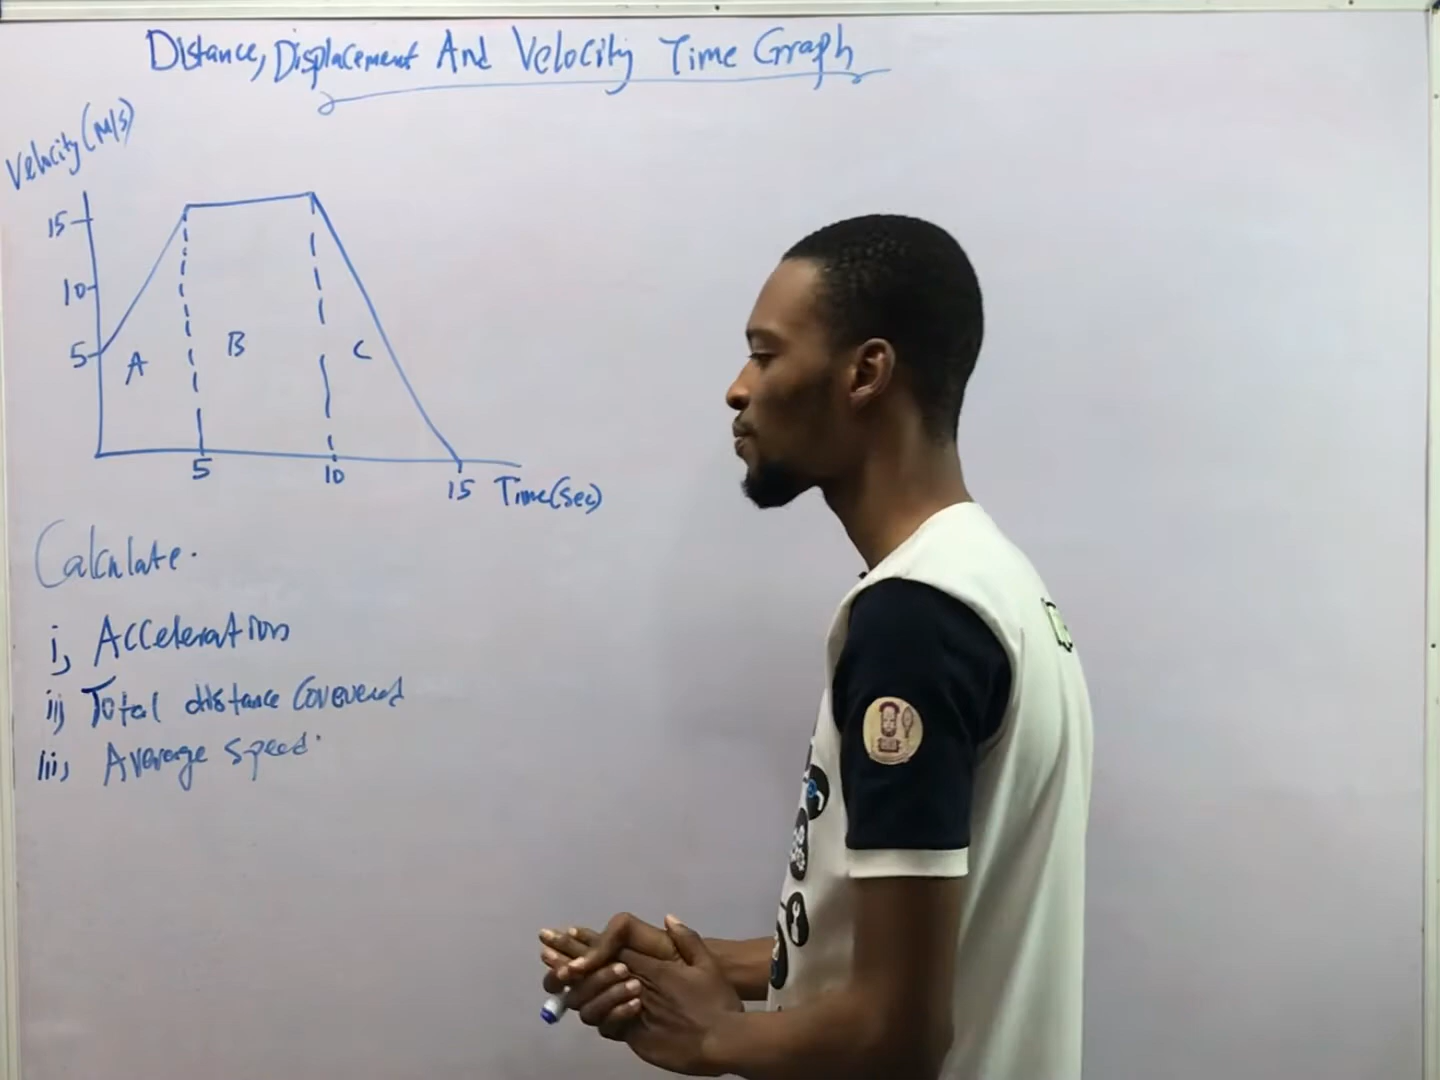 Distance, Displacement And Velocity Time Graph
Velocity (M/s)
15
10
5
A
B
C
5
10
15
Time(Sec)
Calculate.
i, Acceleration
ii) Total distance Covered
iii, Average speed.